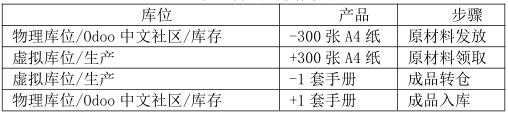 库位 产品 步骤
物理库位/Odoo 中文社区/库存 -300 张 A4 纸 原材料发放
虚拟库位/生产 +300 张 A4 纸 原材料领取
虚拟库位/生产 -1 套手册 成品转仓
物理库位/Odoo 中文社区/库存 +1 套手册 成品入库